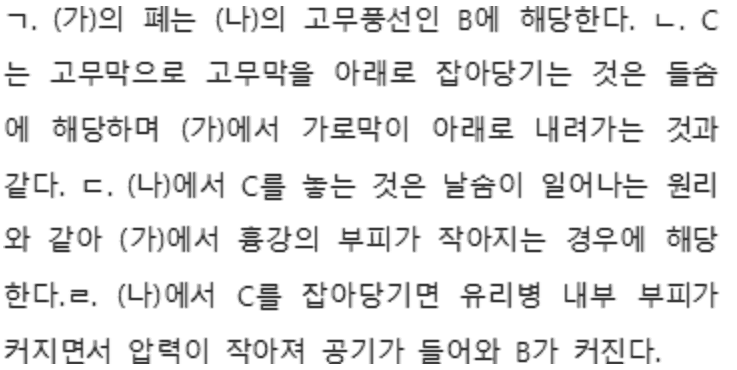 ㄱ. (가)의 폐는 (나)의 고무풍선인 B에 해당한다. ㄴ. C
는 고무막으로 고무막을 아래로 잡아당기는 것은 들숨
에 해당하며 (가)에서 가로막이 아래로 내려가는 것과
같다. ㄷ. (나)에서 C를 놓는 것은 날숨이 일어나는 원리
와 같아 (가)에서 흉강의 부피가 작아지는 경우에 해당
한다.ㄹ. (나)에서 C를 잡아당기면 유리병 내부 부피가
커지면서 압력이 작아져 공기가 들어와 B가 커진다.